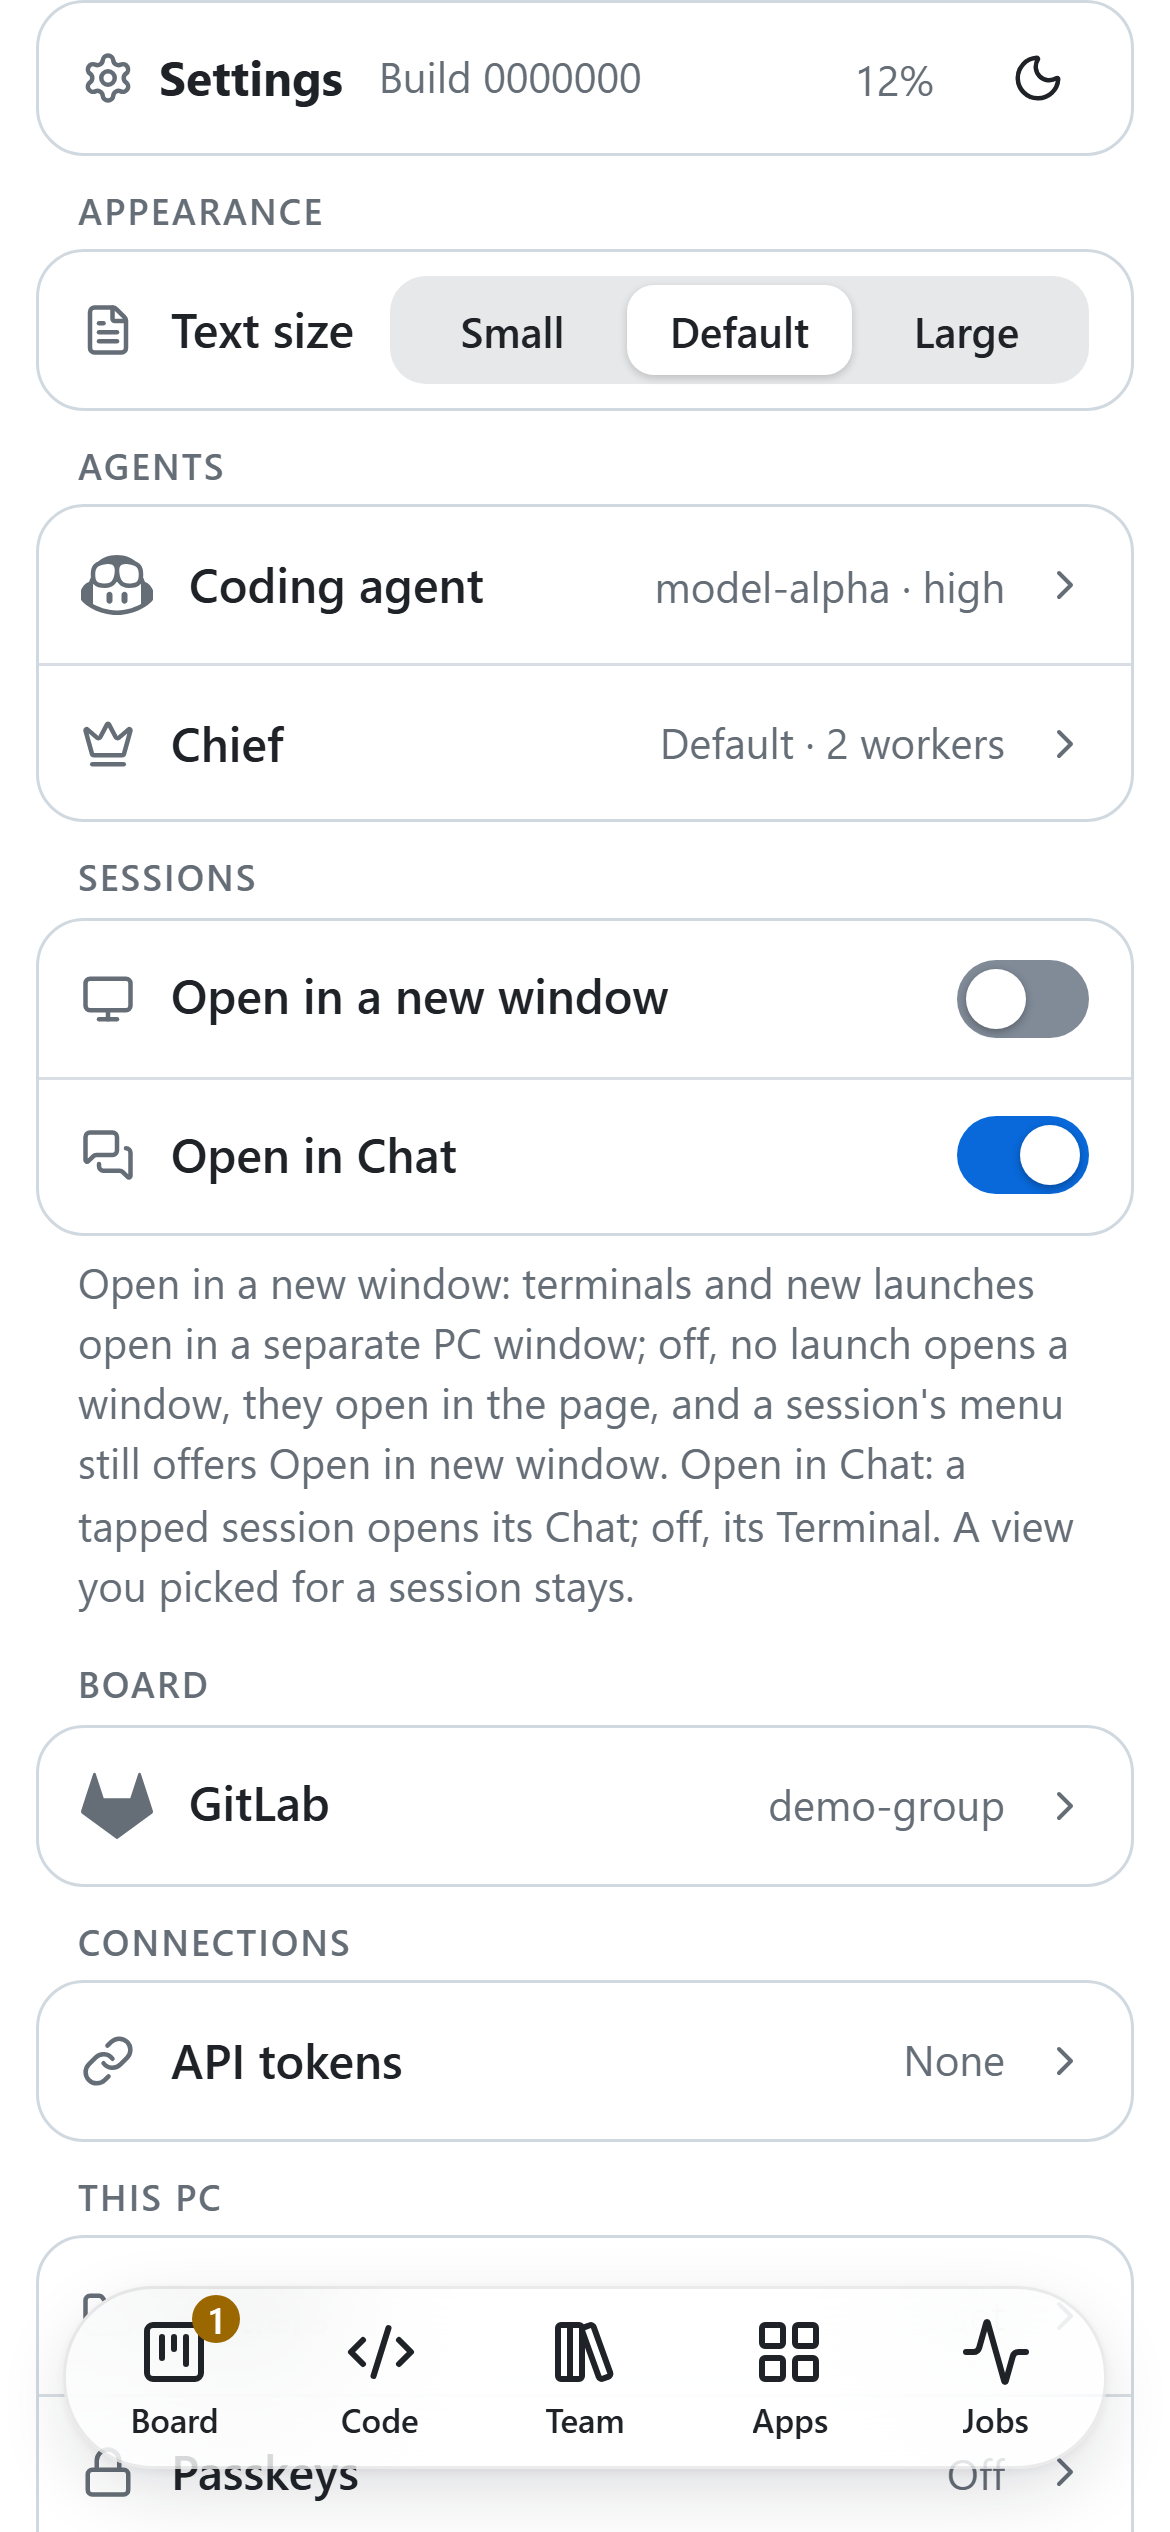 Settings Build 0000000 12%
APPEARANCE
Text size Small Default Large
AGENTS
Coding agent model-alpha · high
Chief Default · 2 workers
SESSIONS
Open in a new window
Open in Chat
Open in a new window: terminals and new launches
open in a separate PC window; off, no launch opens a
window, they open in the page, and a session's menu
still offers Open in new window. Open in Chat: a
tapped session opens its Chat; off, its Terminal. A view
you picked for a session stays.
BOARD
GitLab demo-group
CONNECTIONS
API tokens None
THIS PC
1
Board Code Team Apps Jobs
Passkeys Off